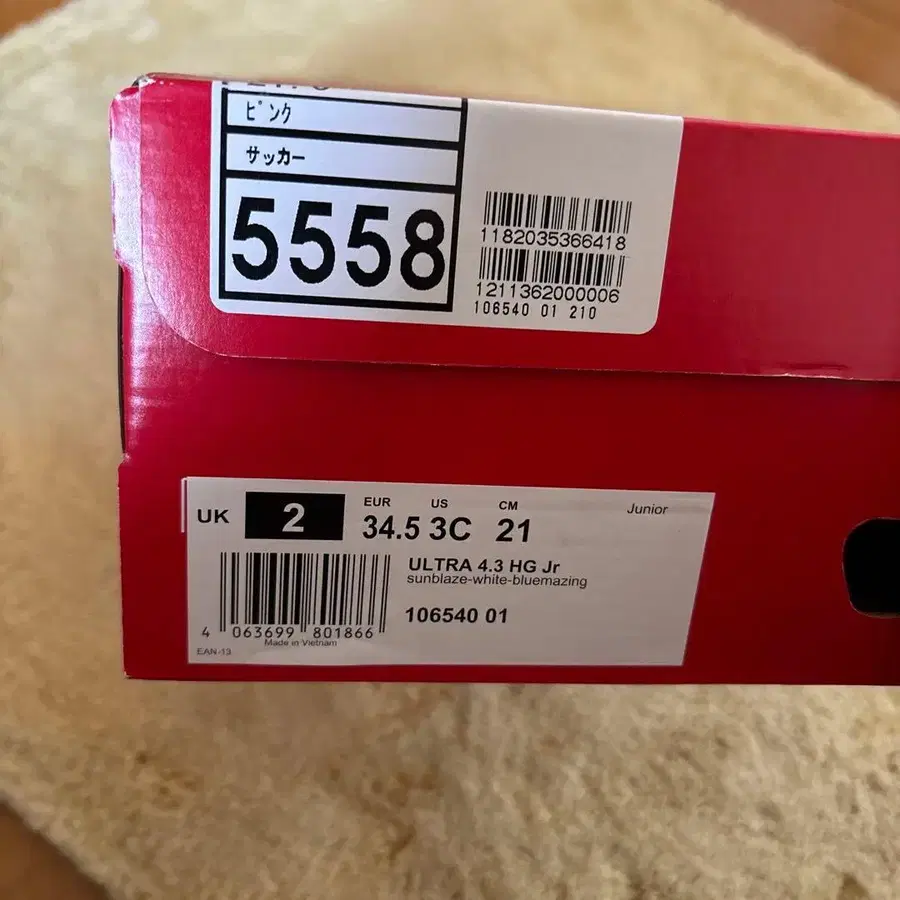 ピンク
サッカー
5558
1182035366418
1211362000006
106540 01 210
UK 2 EUR 34.5 US 3C CM 21 Junior
ULTRA 4.3 HG Jr
sunblaze-white-bluemazing
106540 01
4 063699 801866
Made in Vietnam
EAN-13